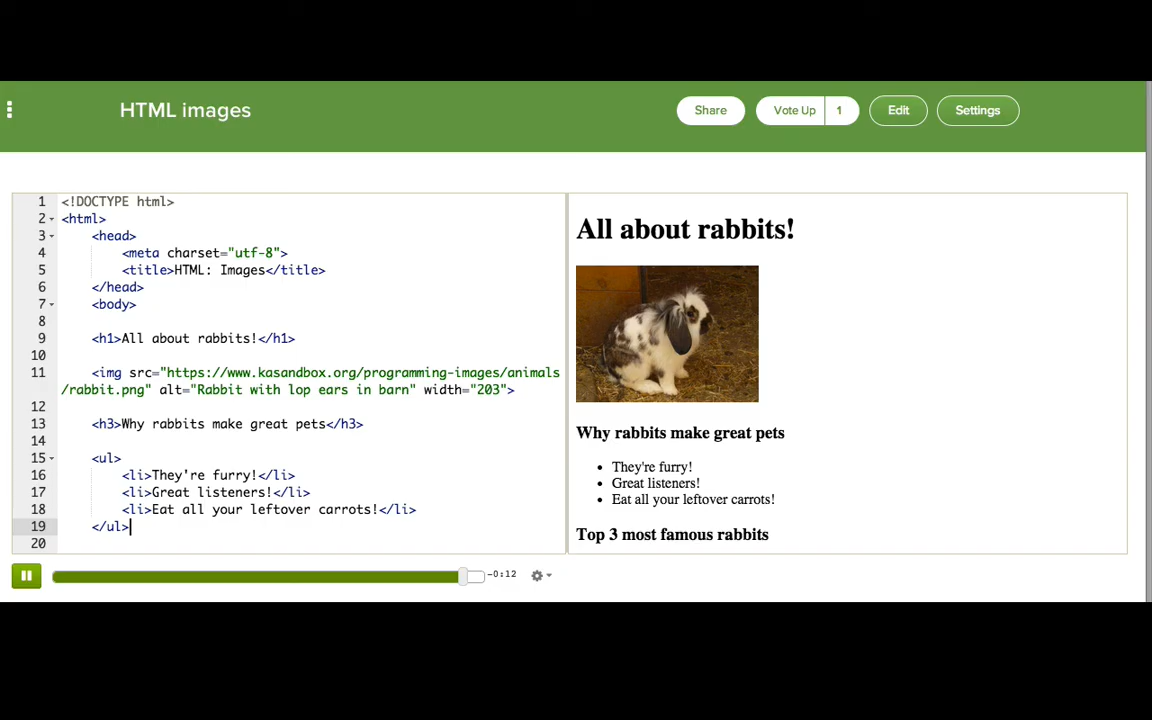 HTML images
Share
Vote Up 1
Edit
Settings
1 <!DOCTYPE html>
2 <html>
3 <head>
4 <meta charset="utf-8">
5 <title>HTML: Images</title>
6 </head>
7 <body>
8
9 <h1>All about rabbits!</h1>
10
11 <img src="https://www.kasandbox.org/programming-images/animals
/rabbit.png" alt="Rabbit with lop ears in barn" width="203">
12
13 <h3>Why rabbits make great pets</h3>
14
15 <ul>
16 <li>They're furry!</li>
17 <li>Great listeners!</li>
18 <li>Eat all your leftover carrots!</li>
19 </ul>
20
All about rabbits!
Why rabbits make great pets
• They're furry!
• Great listeners!
• Eat all your leftover carrots!
Top 3 most famous rabbits
-0:12